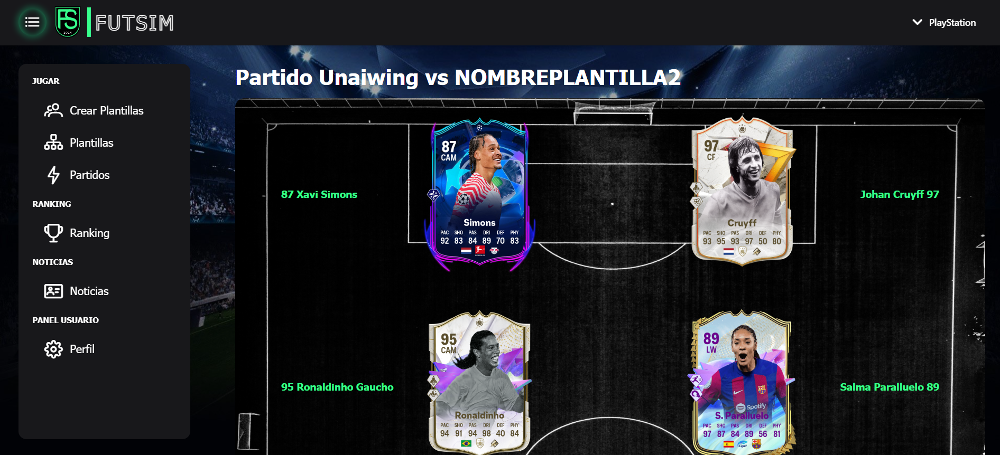 FS
2024
FUTSIM
PlayStation
JUGAR
Crear Plantillas
Plantillas
Partidos
RANKING
Ranking
NOTICIAS
Noticias
PANEL USUARIO
Perfil
Partido Unaiwing vs NOMBREPLANTILLA2
87 Xavi Simons
87
CAM
Simons
PAC SHO PAS DRI DEF PHY
92 83 84 89 70 83
97
CF
Cruyff
PAC SHO PAS DRI DEF PHY
93 95 93 97 50 80
Johan Cruyff 97
95 Ronaldinho Gaucho
95
CAM
Ronaldinho
PAC SHO PAS DRI DEF PHY
94 91 94 98 40 84
89
LW
Spotify
S. Paralluelo
PAC SHO PAS DRI DEF PHY
97 87 84 89 56 81
Liga F
Salma Paralluelo 89